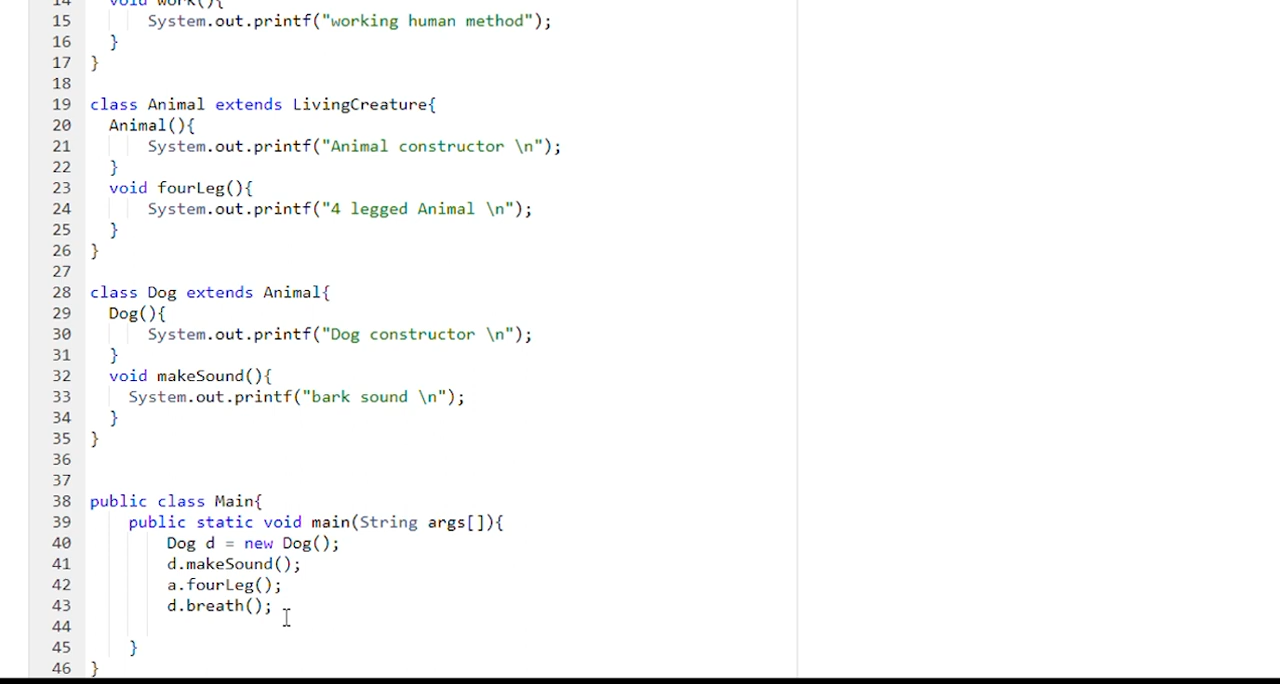 14 void work(){
15 System.out.printf("working human method");
16 }
17 }
18
19 class Animal extends LivingCreature{
20 Animal(){
21 System.out.printf("Animal constructor \n");
22 }
23 void fourLeg(){
24 System.out.printf("4 legged Animal \n");
25 }
26 }
27
28 class Dog extends Animal{
29 Dog(){
30 System.out.printf("Dog constructor \n");
31 }
32 void makeSound(){
33 System.out.printf("bark sound \n");
34 }
35 }
36
37
38 public class Main{
39 public static void main(String args[]){
40 Dog d = new Dog();
41 d.makeSound();
42 a.fourLeg();
43 d.breath();
44
45 }
46 }